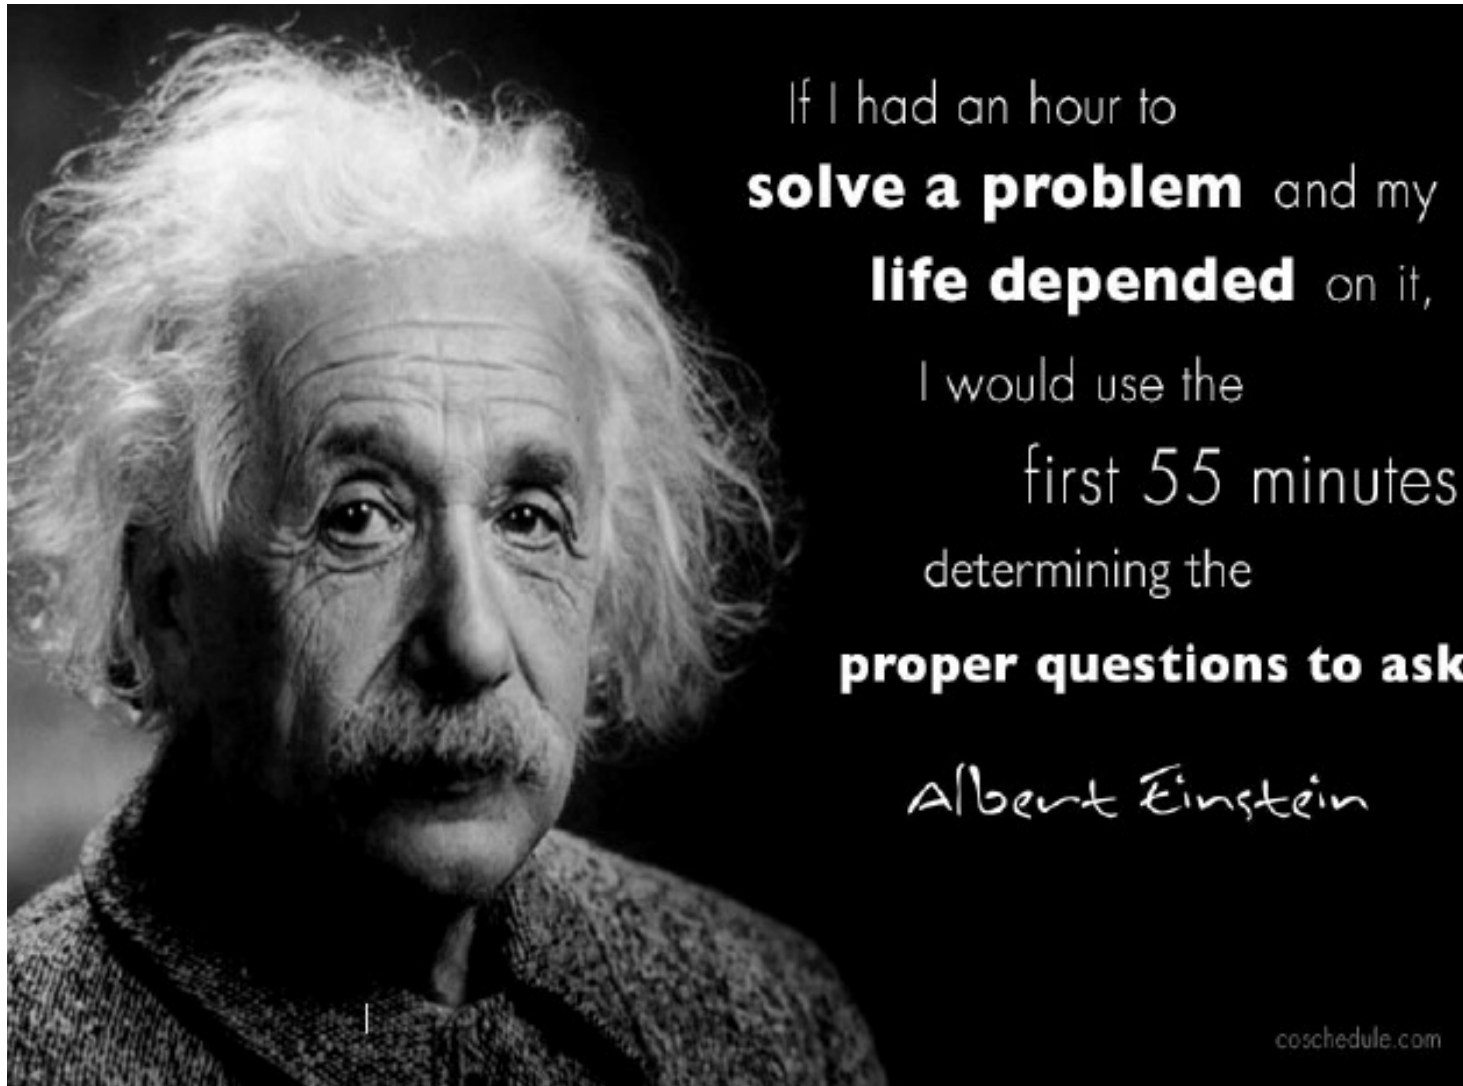 If I had an hour to
solve a problem and my
life depended on it,
I would use the
first 55 minutes
determining the
proper questions to ask
Albert Einstein
coschedule.com